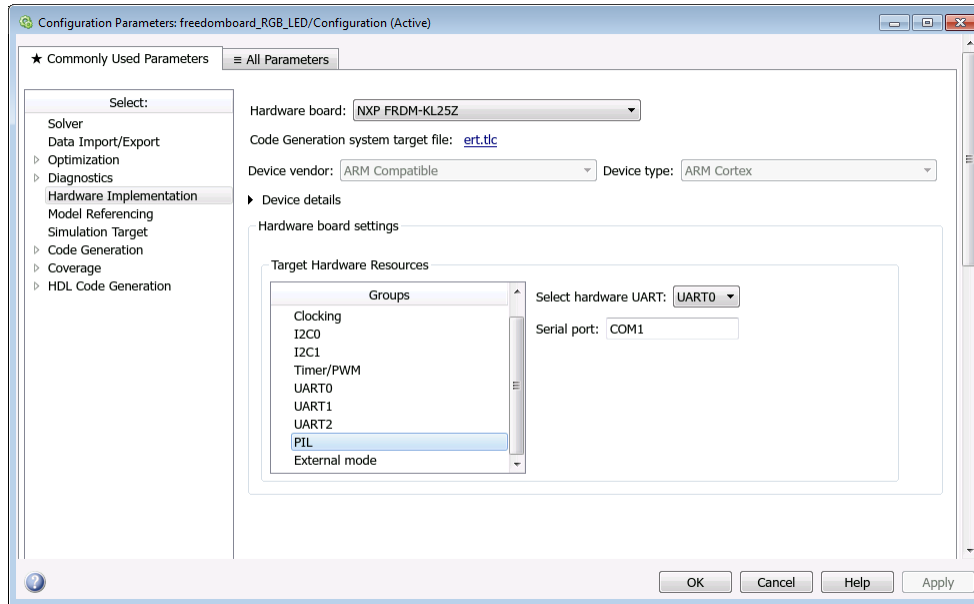 Configuration Parameters: freedomboard_RGB_LED/Configuration (Active)
★ Commonly Used Parameters
≡ All Parameters
Select:
Solver
Data Import/Export
Optimization
Diagnostics
Hardware Implementation
Model Referencing
Simulation Target
Code Generation
Coverage
HDL Code Generation
Hardware board: NXP FRDM-KL25Z
Code Generation system target file: ert.tlc
Device vendor: ARM Compatible Device type: ARM Cortex
Device details
Hardware board settings
Target Hardware Resources
Groups
Clocking
I2C0
I2C1
Timer/PWM
UART0
UART1
UART2
PIL
External mode
Select hardware UART: UART0
Serial port: COM1
OK Cancel Help Apply